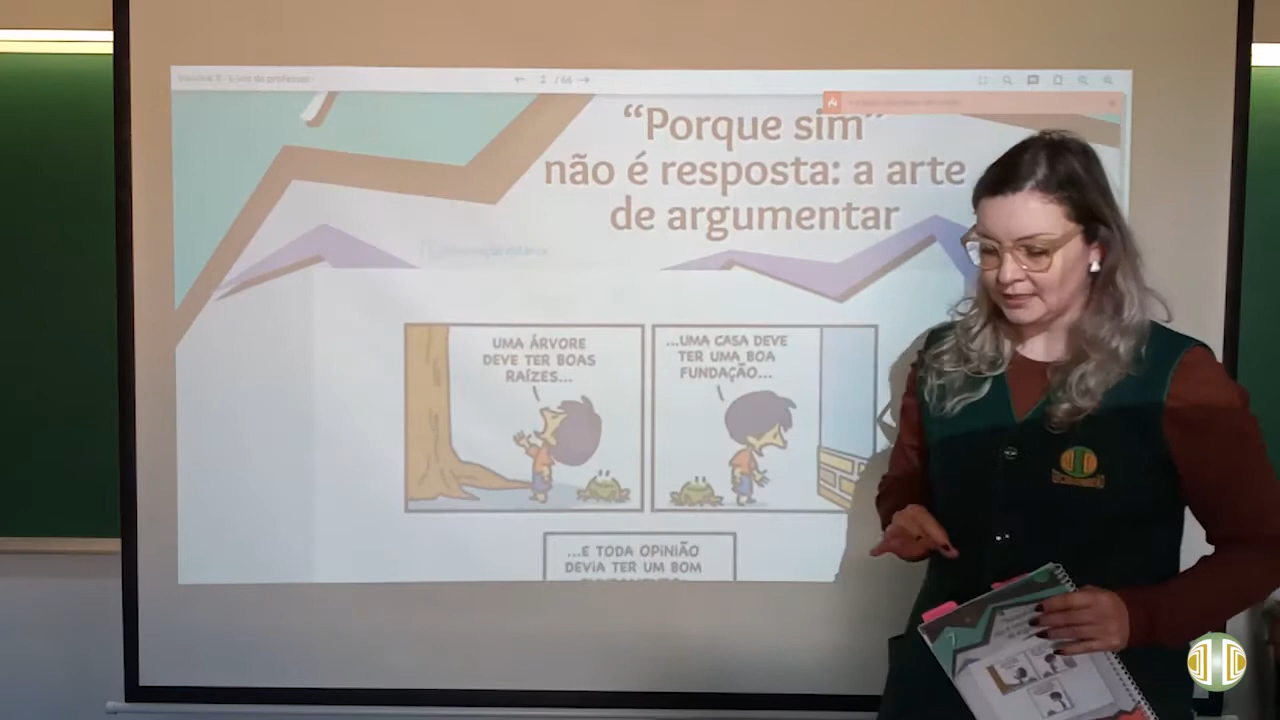 “Porque sim”
não é resposta: a arte
de argumentar
UMA ÁRVORE
DEVE TER BOAS
RAÍZES...
...UMA CASA DEVE
TER UMA BOA
FUNDAÇÃO...
...E TODA OPINIÃO
DEVIA TER UM BOM